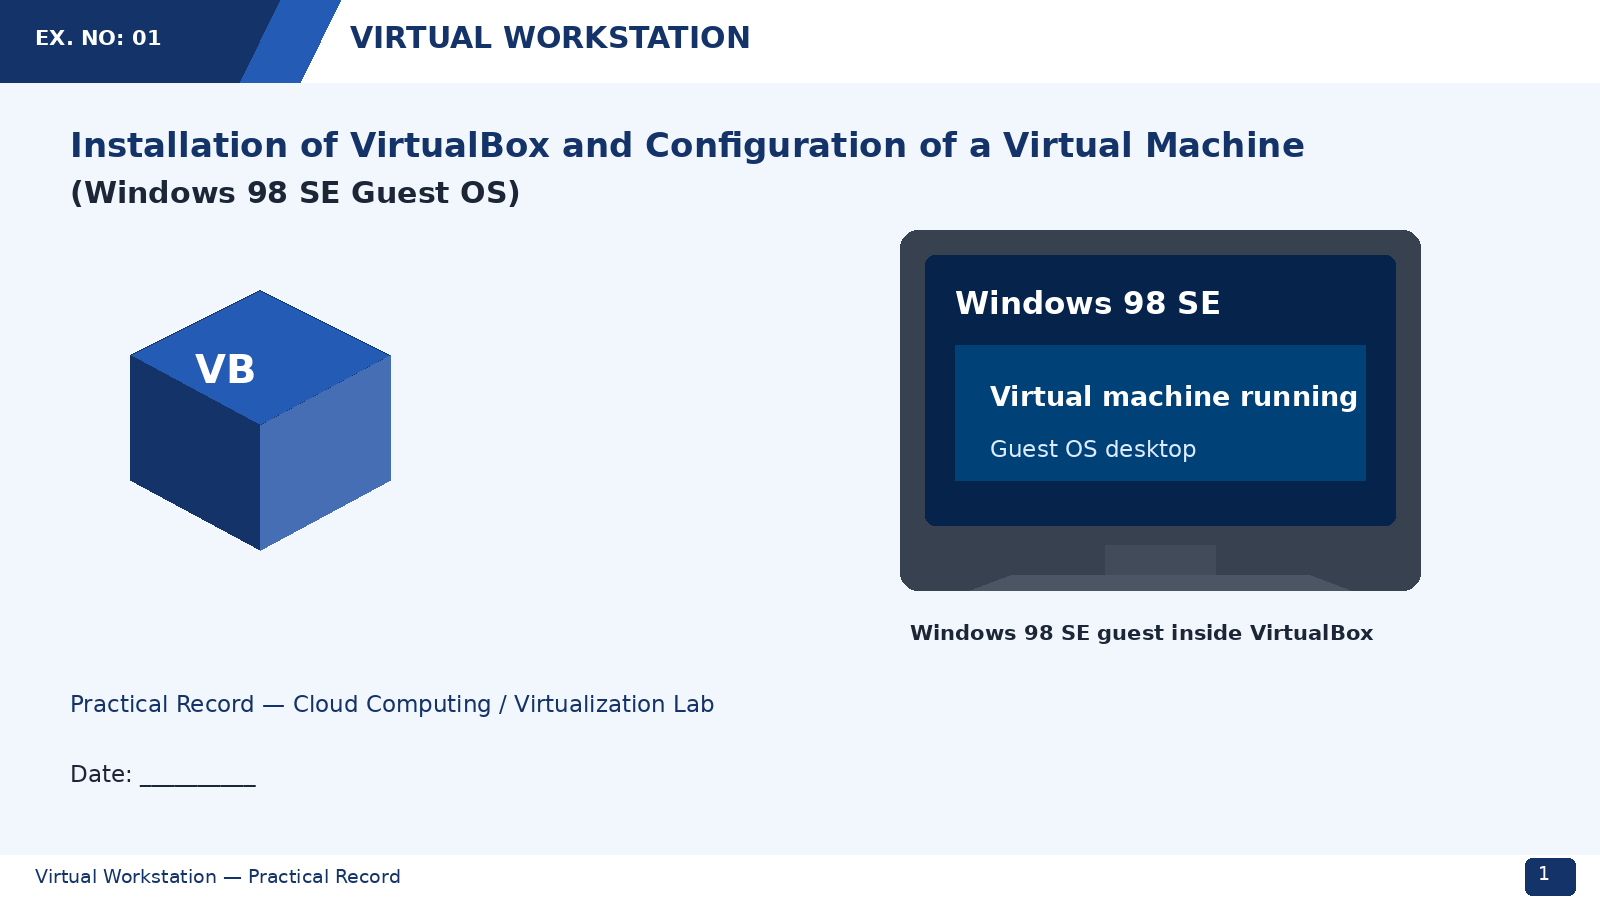 EX. NO: 01
VIRTUAL WORKSTATION
Installation of VirtualBox and Configuration of a Virtual Machine
(Windows 98 SE Guest OS)
VB
Windows 98 SE
Virtual machine running
Guest OS desktop
Windows 98 SE guest inside VirtualBox
Practical Record — Cloud Computing / Virtualization Lab
Date: __________
Virtual Workstation — Practical Record
1